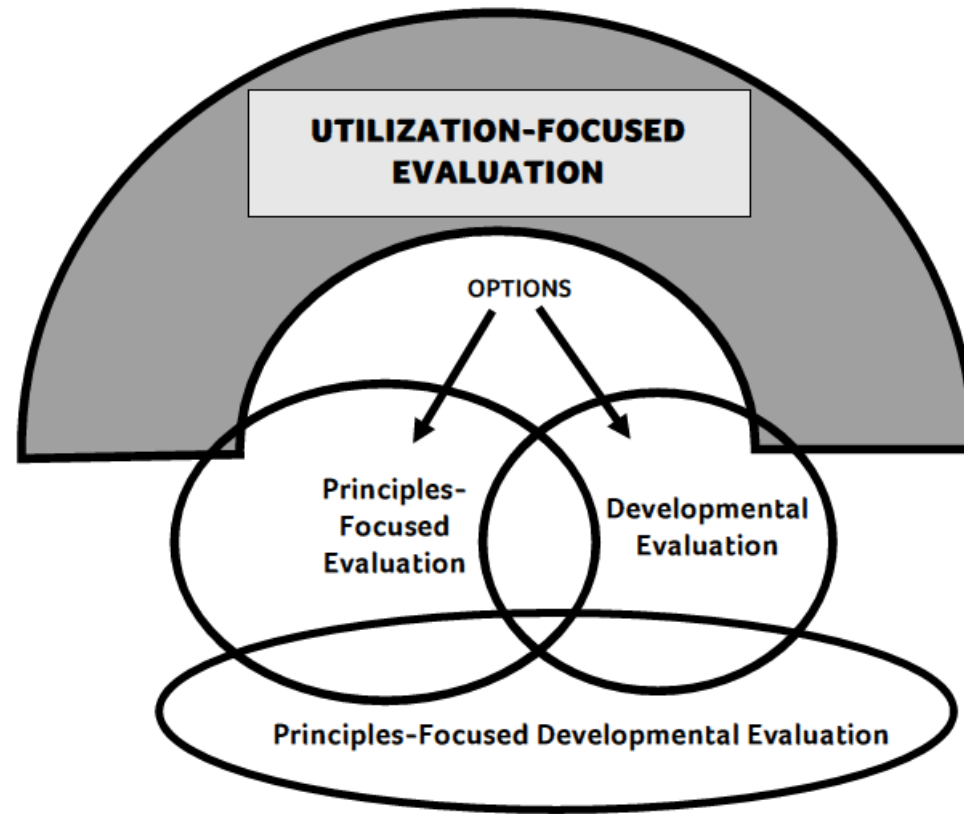 UTILIZATION-FOCUSED
EVALUATION
OPTIONS
Principles-
Focused
Evaluation
Developmental
Evaluation
Principles-Focused Developmental Evaluation